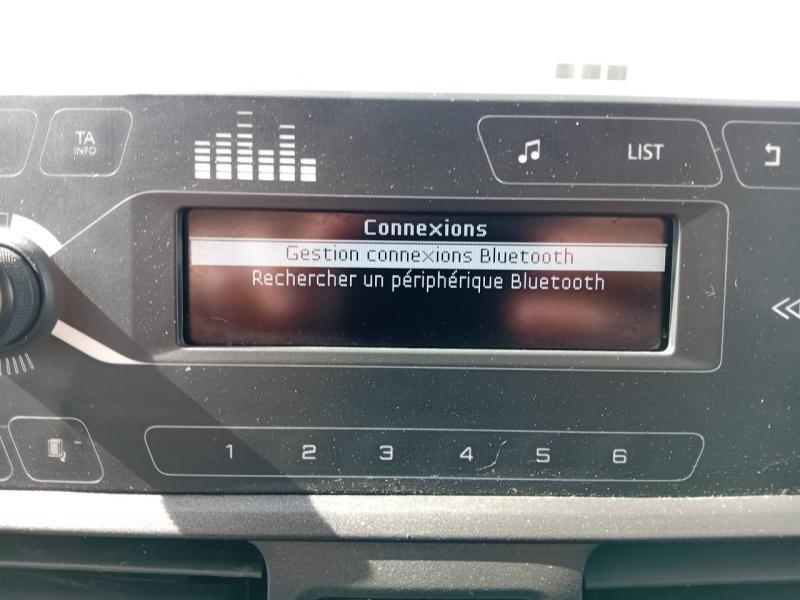 TA
INFO
LIST
Connexions
Gestion connexions Bluetooth
Rechercher un périphérique Bluetooth
1 2 3 4 5 6